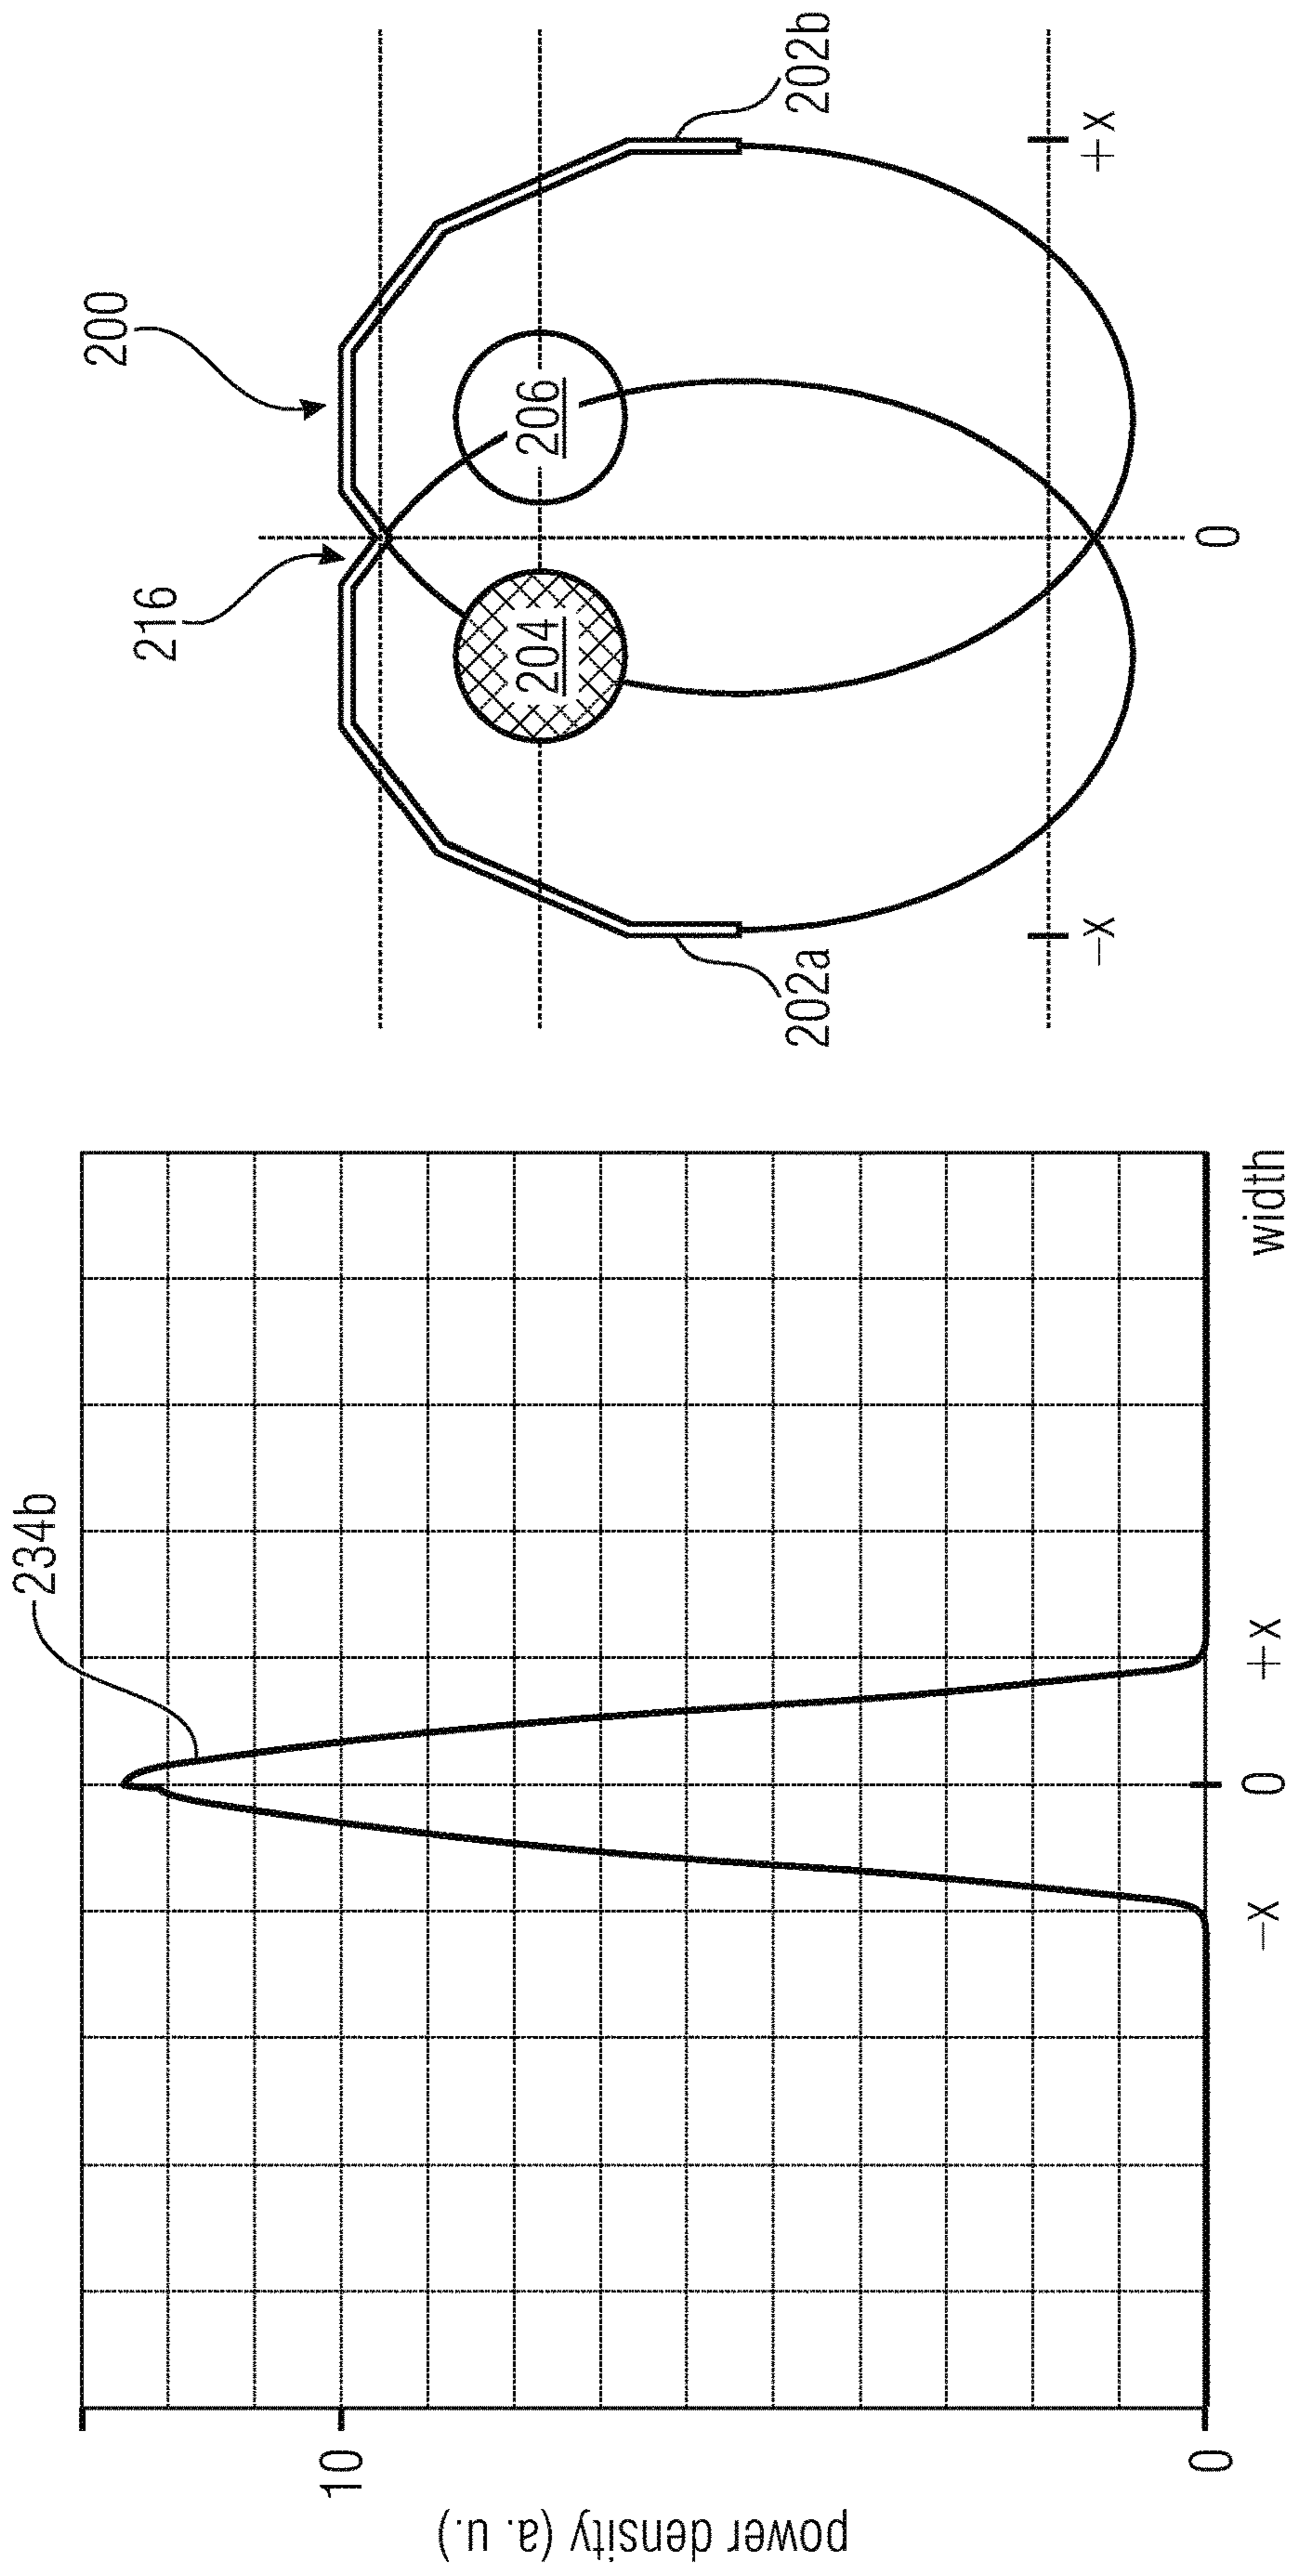 power density (a. u.)
10
0
234b
-x
0
+x
width
200
216
204
206
202a
202b
-x
0
+x